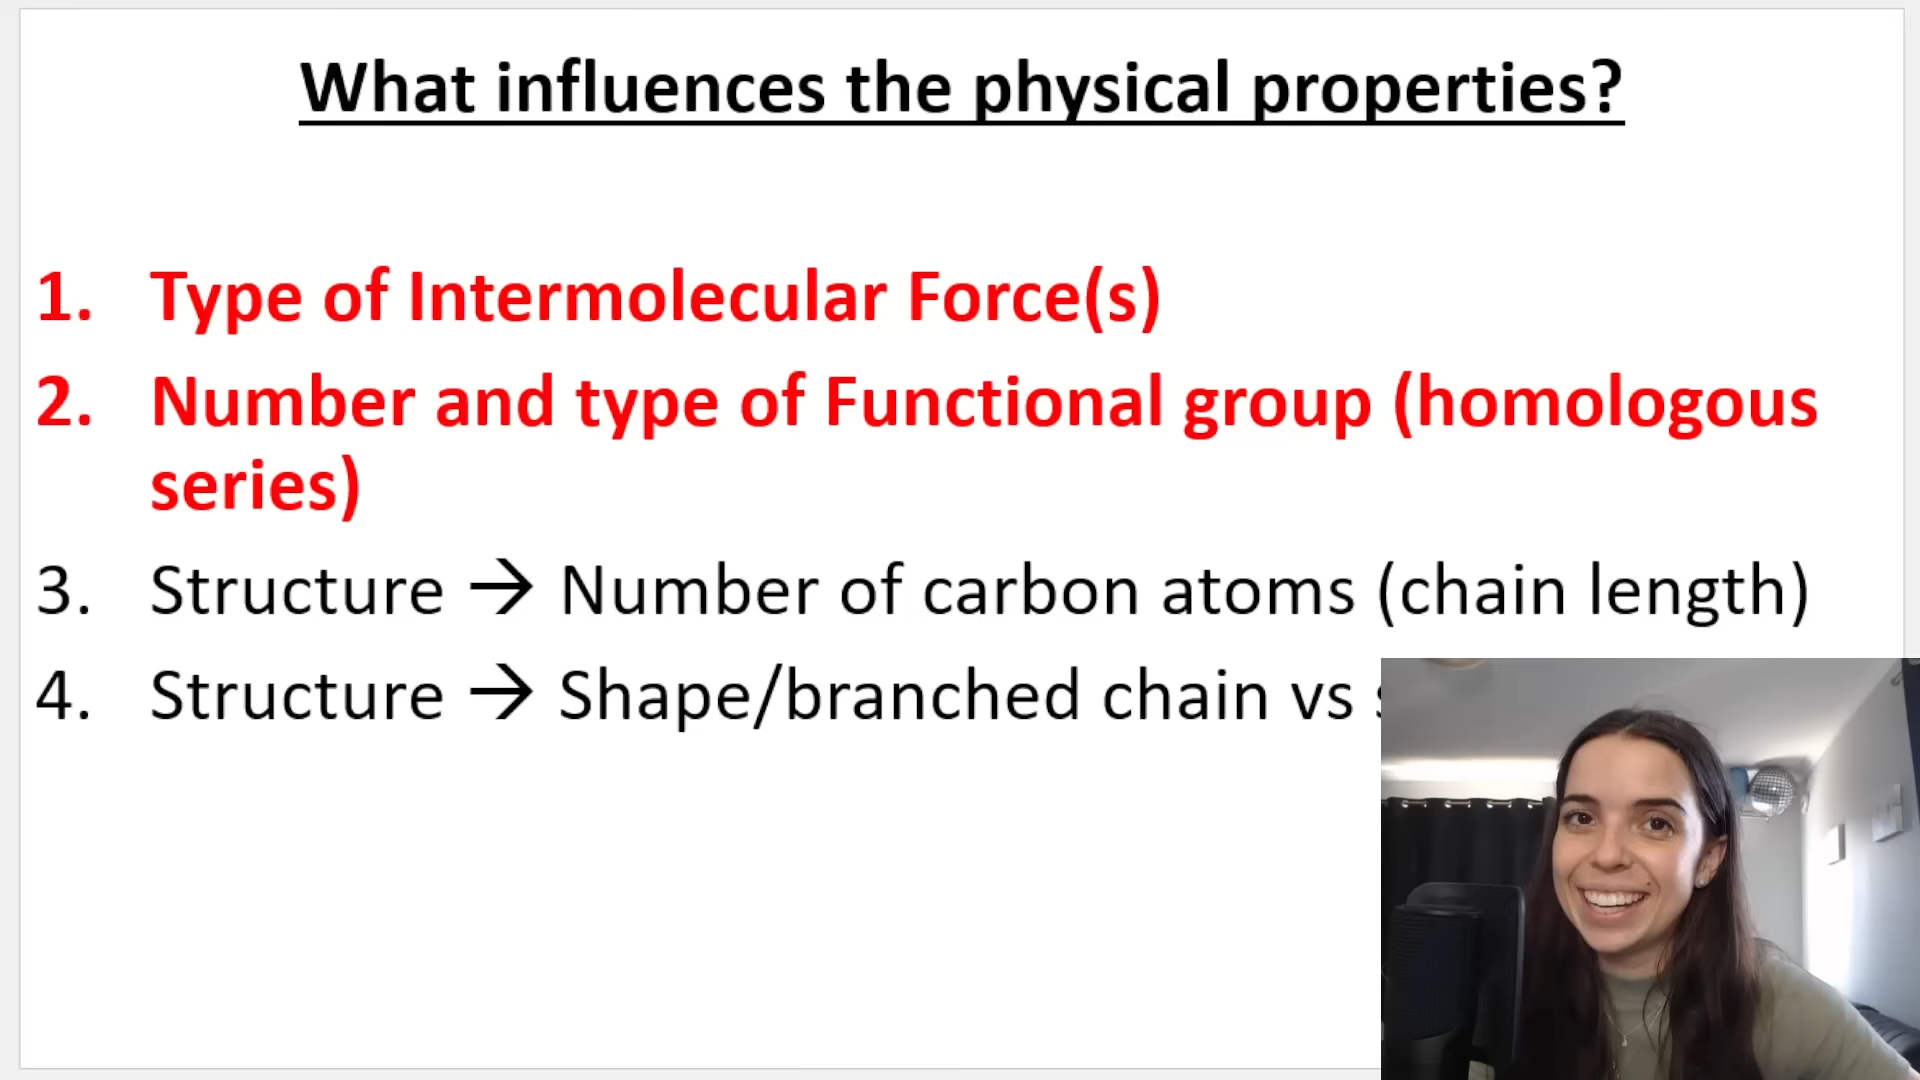 What influences the physical properties?
1. Type of Intermolecular Force(s)
2. Number and type of Functional group (homologous
series)
3. Structure → Number of carbon atoms (chain length)
4. Structure → Shape/branched chain vs